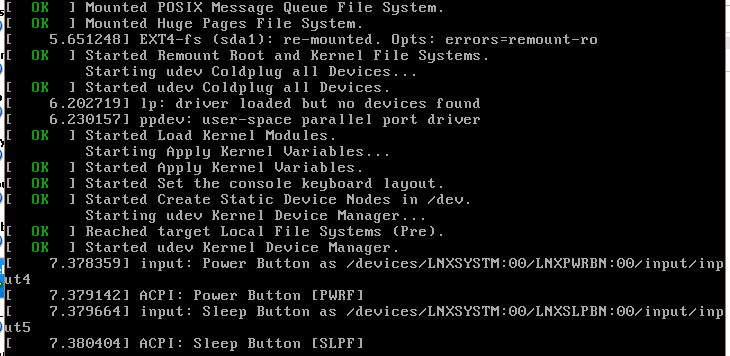 [  OK  ] Mounted POSIX Message Queue File System.
[  OK  ] Mounted Huge Pages File System.
[    5.651248] EXT4-fs (sda1): re-mounted. Opts: errors=remount-ro
[  OK  ] Started Remount Root and Kernel File Systems.
Starting udev Coldplug all Devices...
[  OK  ] Started udev Coldplug all Devices.
[    6.202719] lp: driver loaded but no devices found
[    6.230157] ppdev: user-space parallel port driver
[  OK  ] Started Load Kernel Modules.
Starting Apply Kernel Variables...
[  OK  ] Started Apply Kernel Variables.
[  OK  ] Started Set the console keyboard layout.
[  OK  ] Started Create Static Device Nodes in /dev.
Starting udev Kernel Device Manager...
[  OK  ] Reached target Local File Systems (Pre).
[  OK  ] Started udev Kernel Device Manager.
[    7.378359] input: Power Button as /devices/LNXSYSTM:00/LNXPWRBN:00/input/inp
ut4
[    7.379142] ACPI: Power Button [PWRF]
[    7.379664] input: Sleep Button as /devices/LNXSYSTM:00/LNXSLPBN:00/input/inp
ut5
[    7.380404] ACPI: Sleep Button [SLPF]